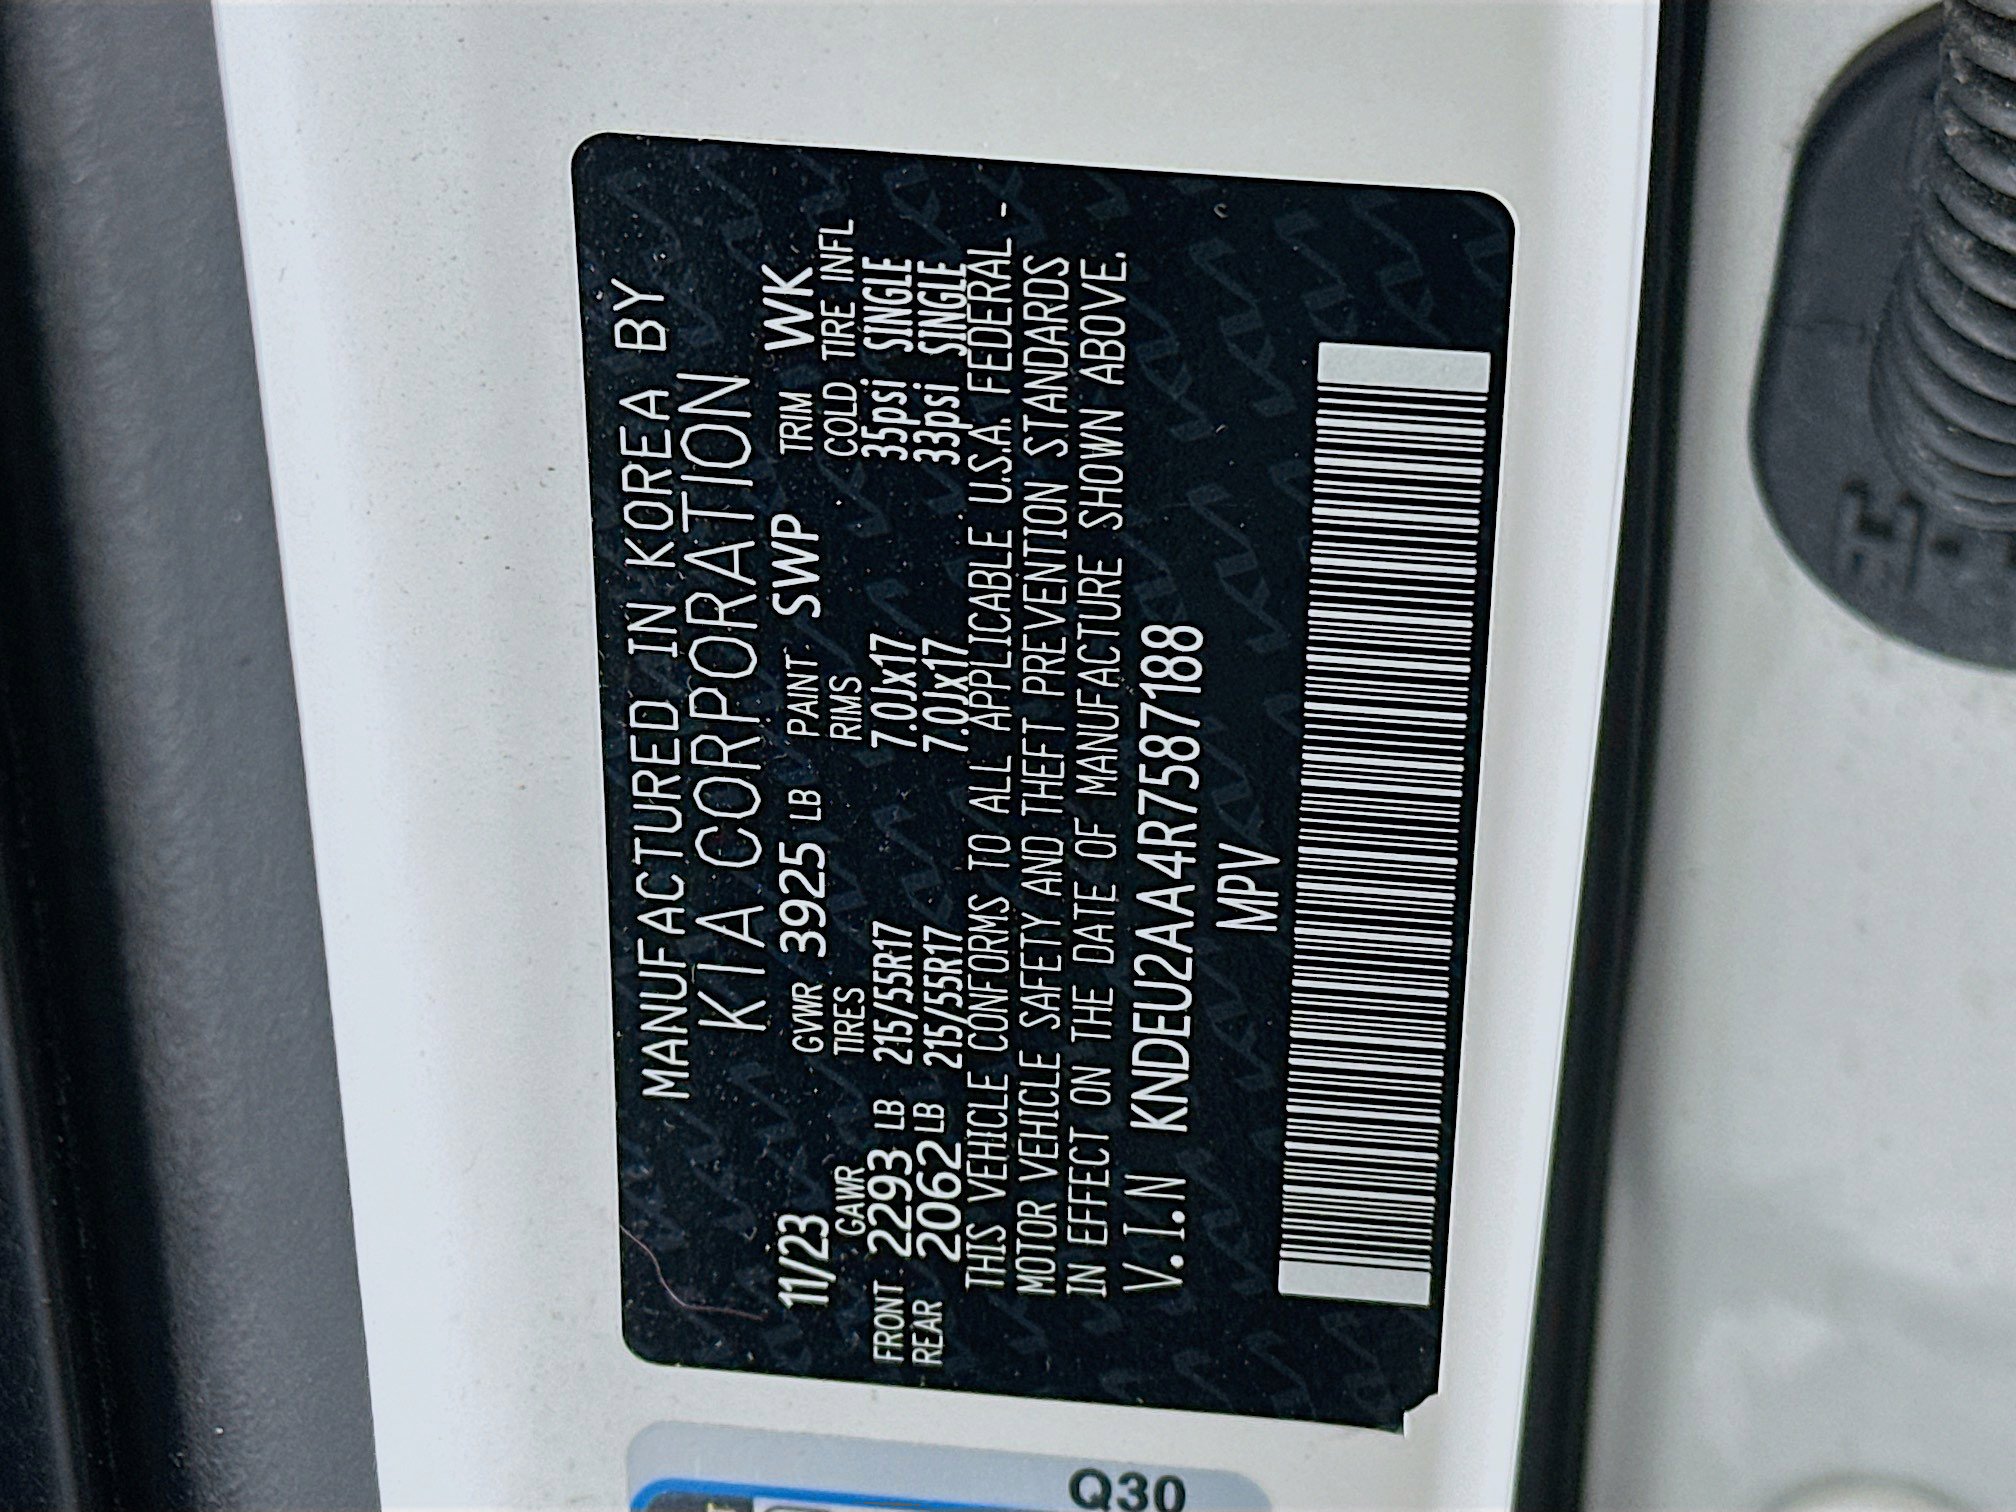 MANUFACTURED IN KOREA BY
KIA CORPORATION
11/23 GVWR 3925 LB PAINT SWP TRIM WK
GAWR TIRES RIMS COLD TIRE INFL
FRONT 2293 LB 215/55R17 7.0Jx17 35psi SINGLE
REAR 2062 LB 215/55R17 7.0Jx17 33psi SINGLE
THIS VEHICLE CONFORMS TO ALL APPLICABLE U.S.A. FEDERAL -
MOTOR VEHICLE SAFETY AND THEFT PREVENTION STANDARDS
IN EFFECT ON THE DATE OF MANUFACTURE SHOWN ABOVE.
V.I.N KNDEU2AA4R7587188
MPV
Q30